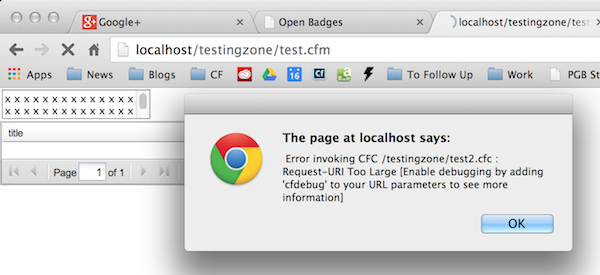 Google+
Open Badges
localhost/testingzone/test
localhost/testingzone/test.cfm
Apps News Blogs CF 16 Cf a To Follow Up Work PGB St
x x x x x x x x x x x x x x
x x x x x x x x x x x x x x
title
Page 1 of 1
The page at localhost says:
Error invoking CFC /testingzone/test2.cfc :
Request-URI Too Large [Enable debugging by adding
'cfdebug' to your URL parameters to see more
information]
OK